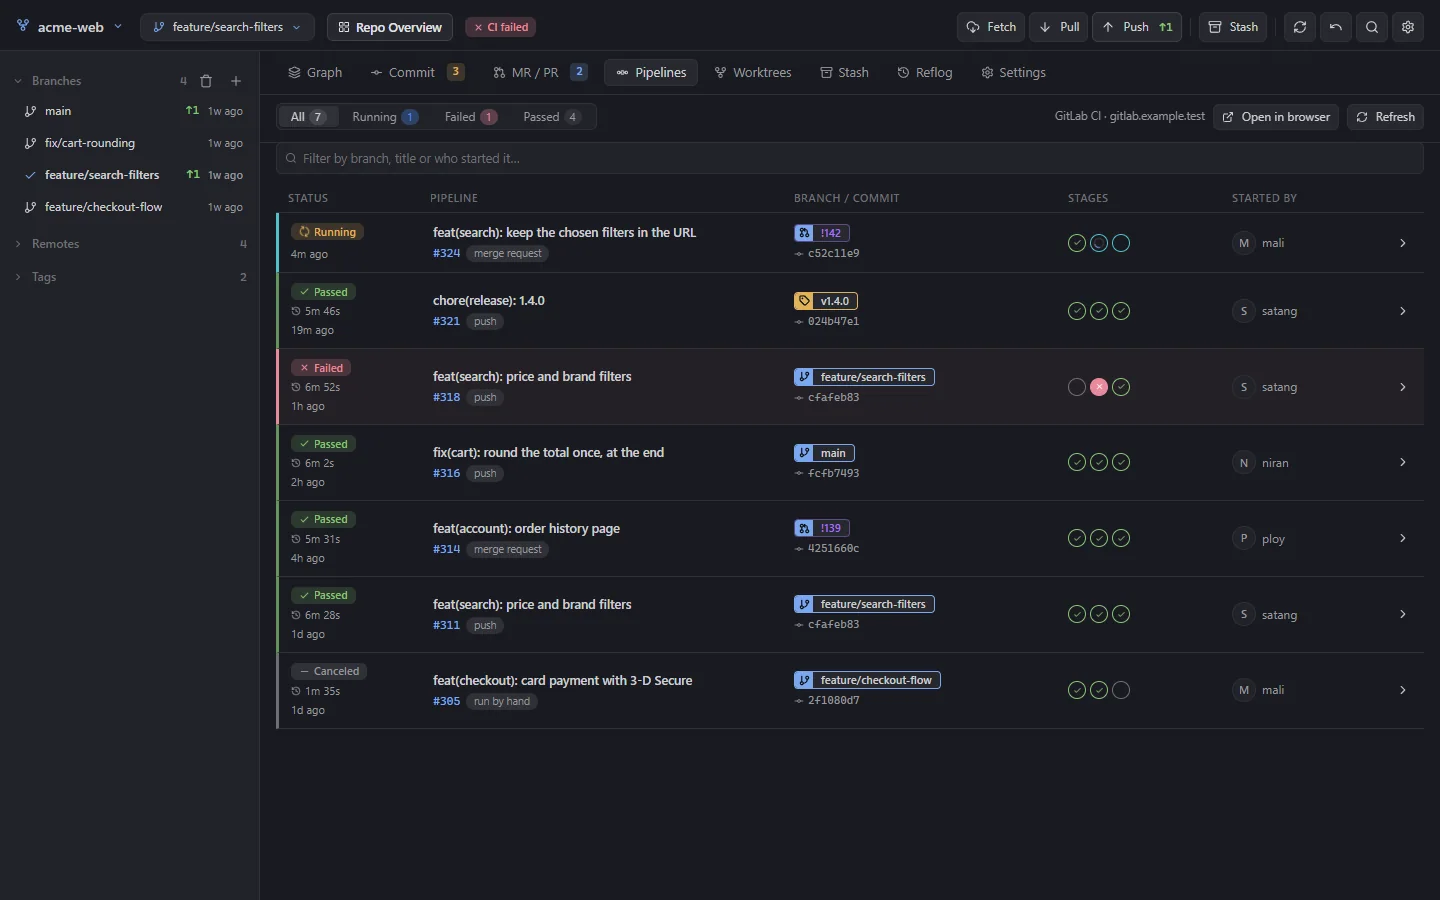 acme-web
feature/search-filters
Repo Overview
CI failed
Fetch
Pull
Push 1
Stash
Branches 4
main 1 1w ago
fix/cart-rounding 1w ago
feature/search-filters 1 1w ago
feature/checkout-flow 1w ago
Remotes 4
Tags 2
Graph
Commit 3
MR / PR 2
Pipelines
Worktrees
Stash
Reflog
Settings
All 7
Running 1
Failed 1
Passed 4
GitLab CI · gitlab.example.test
Open in browser
Refresh
Filter by branch, title or who started it...
STATUS PIPELINE BRANCH / COMMIT STAGES STARTED BY
Running
4m ago
feat(search): keep the chosen filters in the URL
#324 merge request
!142
c52c11e9
M mali
Passed
5m 46s
19m ago
chore(release): 1.4.0
#321 push
v1.4.0
024b47e1
S satang
Failed
6m 52s
1h ago
feat(search): price and brand filters
#318 push
feature/search-filters
cfafeb83
S satang
Passed
6m 2s
2h ago
fix(cart): round the total once, at the end
#316 push
main
fcfb7493
N niran
Passed
5m 31s
4h ago
feat(account): order history page
#314 merge request
!139
4251660c
P ploy
Passed
6m 28s
1d ago
feat(search): price and brand filters
#311 push
feature/search-filters
cfafeb83
S satang
Canceled
1m 35s
1d ago
feat(checkout): card payment with 3-D Secure
#305 run by hand
feature/checkout-flow
2f1080d7
M mali